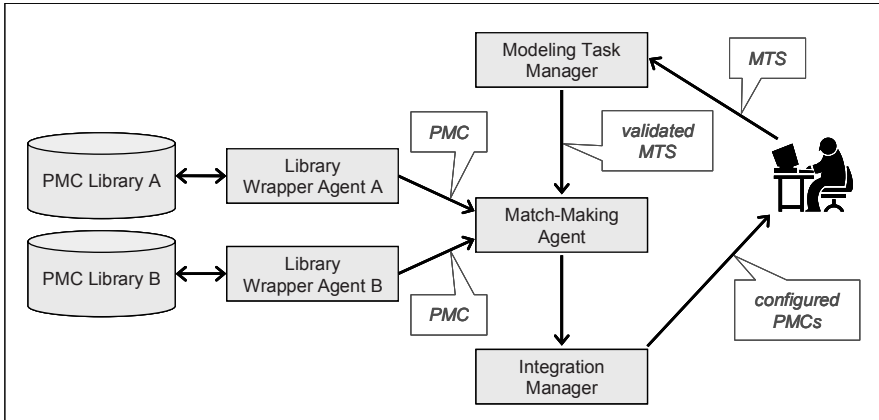 Modeling Task
Manager
MTS
PMC
validated
MTS
PMC Library A
Library
Wrapper Agent A
Match-Making
Agent
PMC Library B
Library
Wrapper Agent B
PMC
configured
PMCs
Integration
Manager